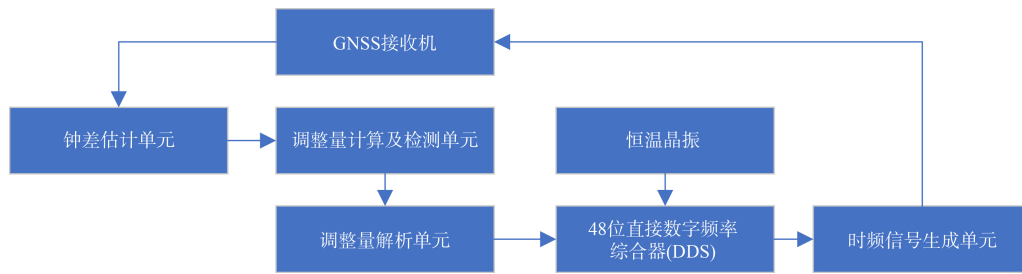 GNSS接收机
钟差估计单元
调整量计算及检测单元
恒温晶振
调整量解析单元
48位直接数字频率
综合器(DDS)
时频信号生成单元